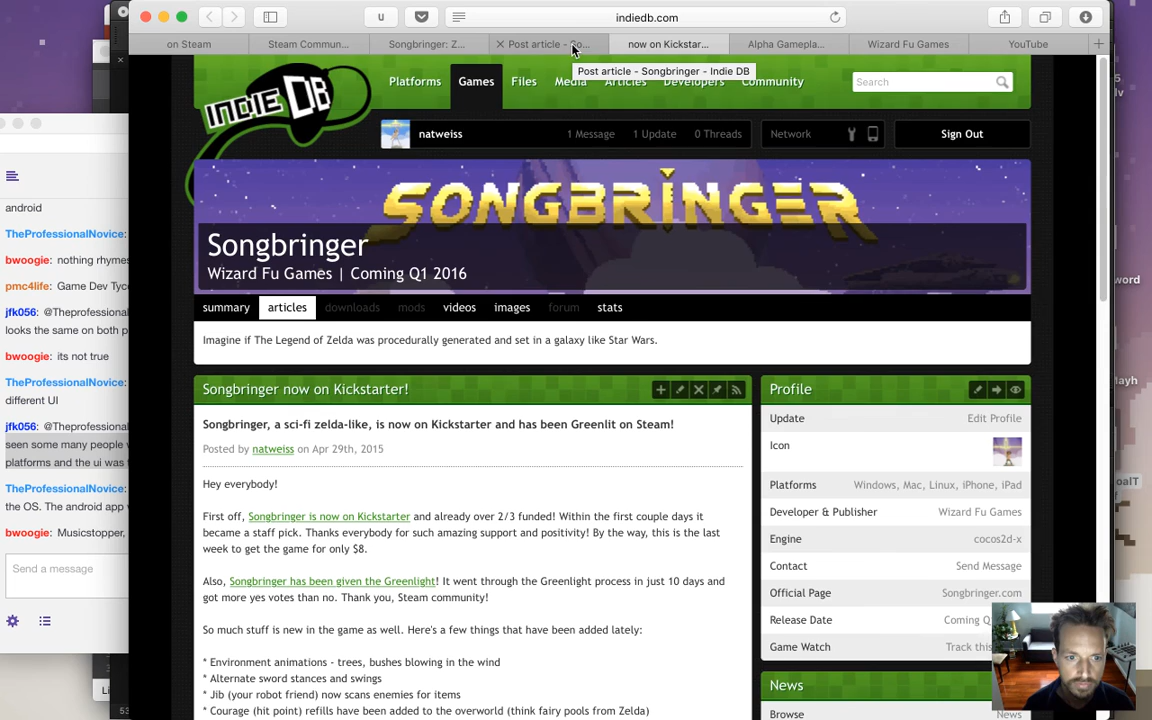 indiedb.com
on Steam
Steam Commun...
Songbringer: Z...
Post article - So...
now on Kickstar...
Alpha Gamepla...
Wizard Fu Games
YouTube
Post article - Songbringer - Indie DB
INDIE DB
Platforms
Games
Files
Media
Articles
Developers
Community
Search
natweiss
1 Message
1 Update
0 Threads
Network
Sign Out
SONGBRINGER
Songbringer
Wizard Fu Games | Coming Q1 2016
summary
articles
downloads
mods
videos
images
forum
stats
Imagine if The Legend of Zelda was procedurally generated and set in a galaxy like Star Wars.
Songbringer now on Kickstarter!
Songbringer, a sci-fi zelda-like, is now on Kickstarter and has been Greenlit on Steam!
Posted by natweiss on Apr 29th, 2015
Hey everybody!
First off, Songbringer is now on Kickstarter and already over 2/3 funded! Within the first couple days it
became a staff pick. Thanks everybody for such amazing support and positivity! By the way, this is the last
week to get the game for only $8.
Also, Songbringer has been given the Greenlight! It went through the Greenlight process in just 10 days and
got more yes votes than no. Thank you, Steam community!
So much stuff is new in the game as well. Here's a few things that have been added lately:
* Environment animations - trees, bushes blowing in the wind
* Alternate sword stances and swings
* Jib (your robot friend) now scans enemies for items
* Courage (hit point) refills have been added to the overworld (think fairy pools from Zelda)
Profile
Update
Edit Profile
Icon
Platforms
Windows, Mac, Linux, iPhone, iPad
Developer & Publisher
Wizard Fu Games
Engine
cocos2d-x
Contact
Send Message
Official Page
Songbringer.com
Release Date
Coming Q
Game Watch
Track this
News
Browse
News
android
TheProfessionalNovice:
bwoogie: nothing rhymes
pmc4life: Game Dev Tyc
jfk056: @Theprofessional
looks the same on both p
bwoogie: its not true
TheProfessionalNovice:
different UI
jfk056: @Theprofessional
seen some many people
platforms and the ui was
TheProfessionalNovice:
the OS. The android app
bwoogie: Musicstopper,
Send a message